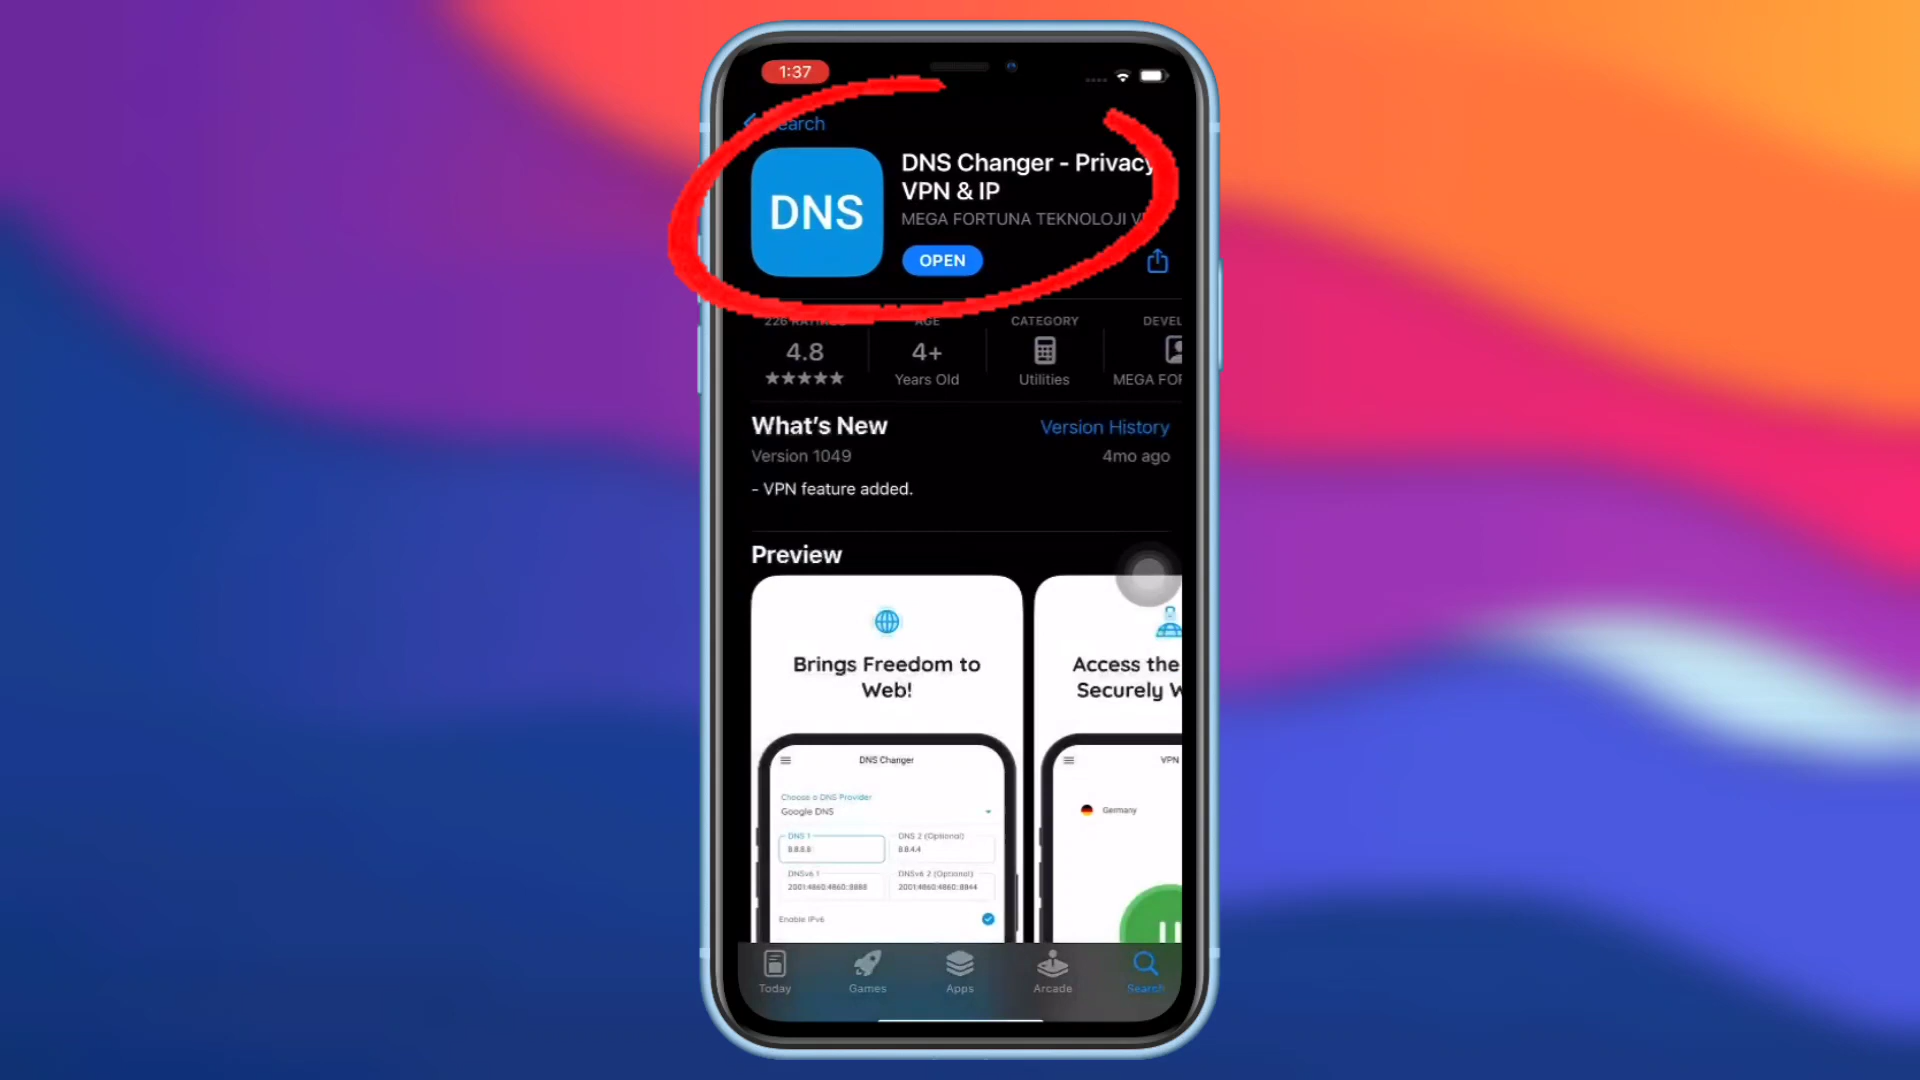 1:37
Search
DNS
DNS Changer - Privacy
VPN & IP
MEGA FORTUNA TEKNOLOJI V
OPEN
226 RATINGS
AGE
CATEGORY
DEVEL
4.8
4+
★★★★★
Years Old
Utilities
MEGA FOR
What's New
Version History
Version 1049
4mo ago
- VPN feature added.
Preview
Brings Freedom to
Web!
Access the
Securely W
DNS Changer
Choose a DNS Provider
Google DNS
DNS 1
8.8.8.8
DNS 2 (Optional)
8.8.4.4
DNSv6 1
2001:4860:4860::8888
DNSv6 2 (Optional)
2001:4860:4860::8844
Enable IPv6
VPN
Germany
Today
Games
Apps
Arcade
Search